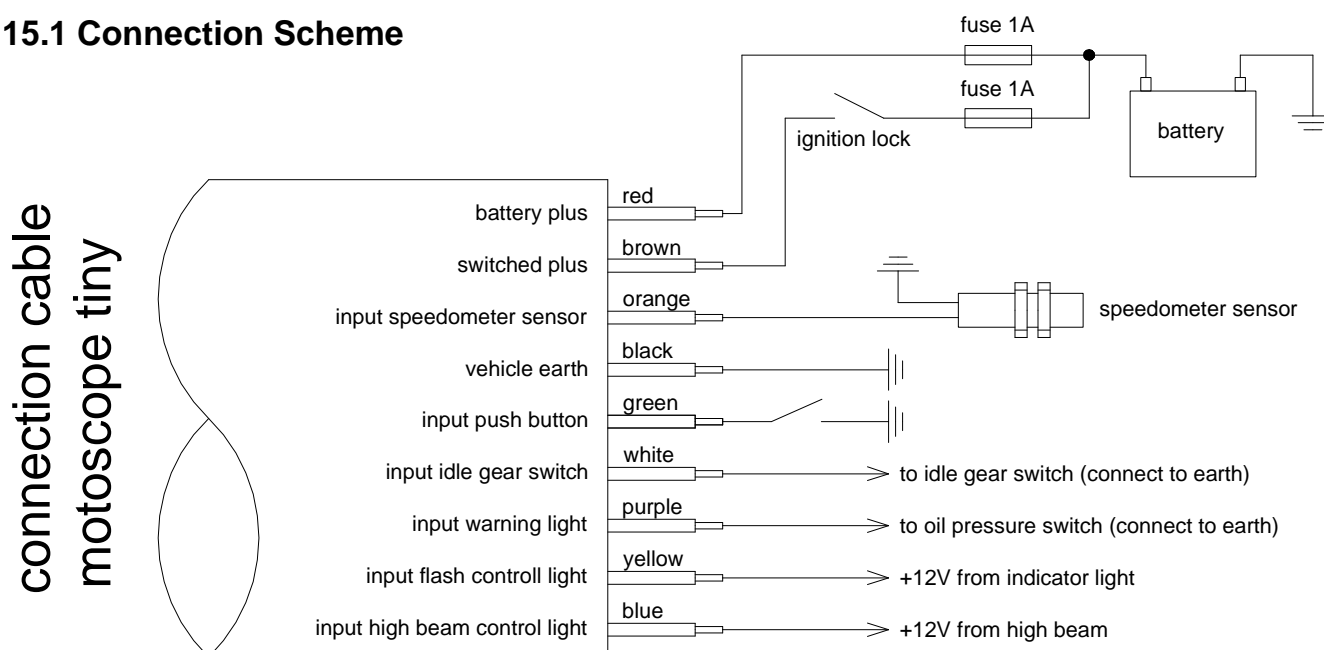 15.1 Connection Scheme
fuse 1A
fuse 1A
ignition lock
battery
connection cable
motoscope tiny
battery plus
red
switched plus
brown
input speedometer sensor
orange
speedometer sensor
vehicle earth
black
input push button
green
input idle gear switch
white
to idle gear switch (connect to earth)
input warning light
purple
to oil pressure switch (connect to earth)
input flash controll light
yellow
+12V from indicator light
input high beam control light
blue
+12V from high beam